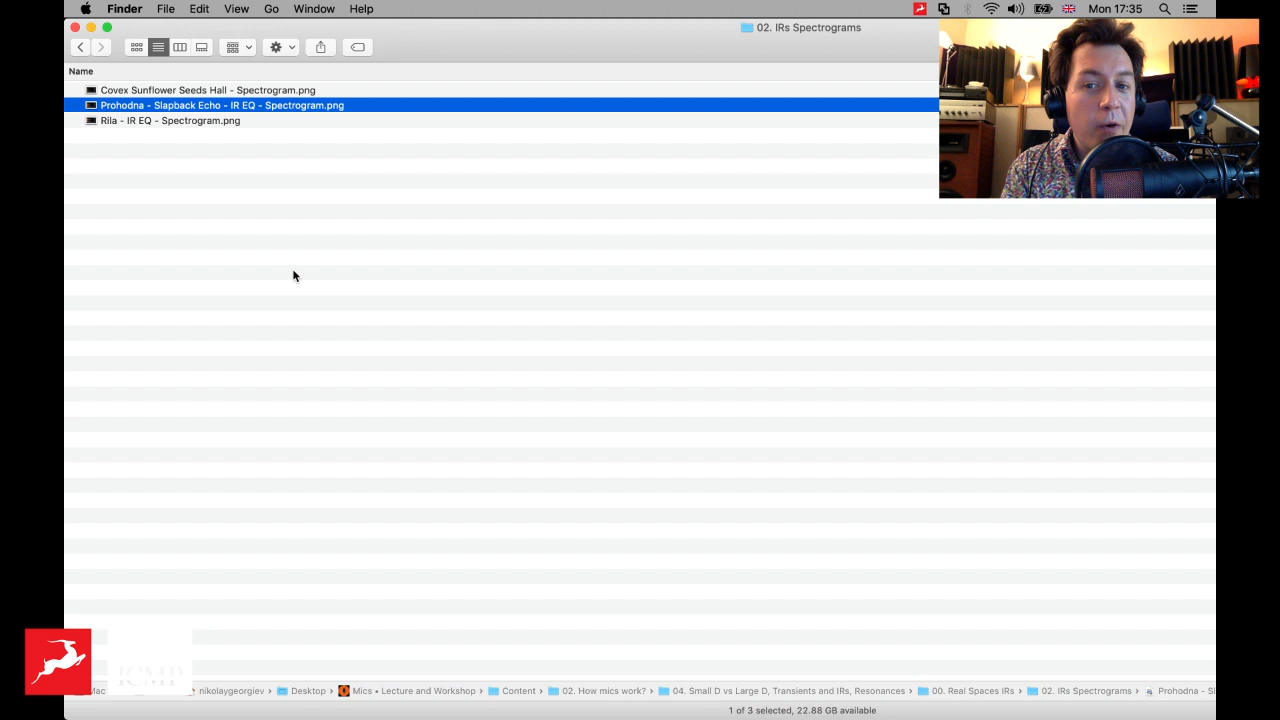 Finder File Edit View Go Window Help Mon 17:35
02. IRs Spectrograms
Name
Covex Sunflower Seeds Hall - Spectrogram.png
Prohodna - Slapback Echo - IR EQ - Spectrogram.png
Rila - IR EQ - Spectrogram.png
nikolaygeorgiev › Desktop › Mics • Lecture and Workshop › Content › 02. How mics work? › 04. Small D vs Large D, Transients and IRs, Resonances › 00. Real Spaces IRs › 02. IRs Spectrograms › Prohodna - Sl
1 of 3 selected, 22.88 GB available